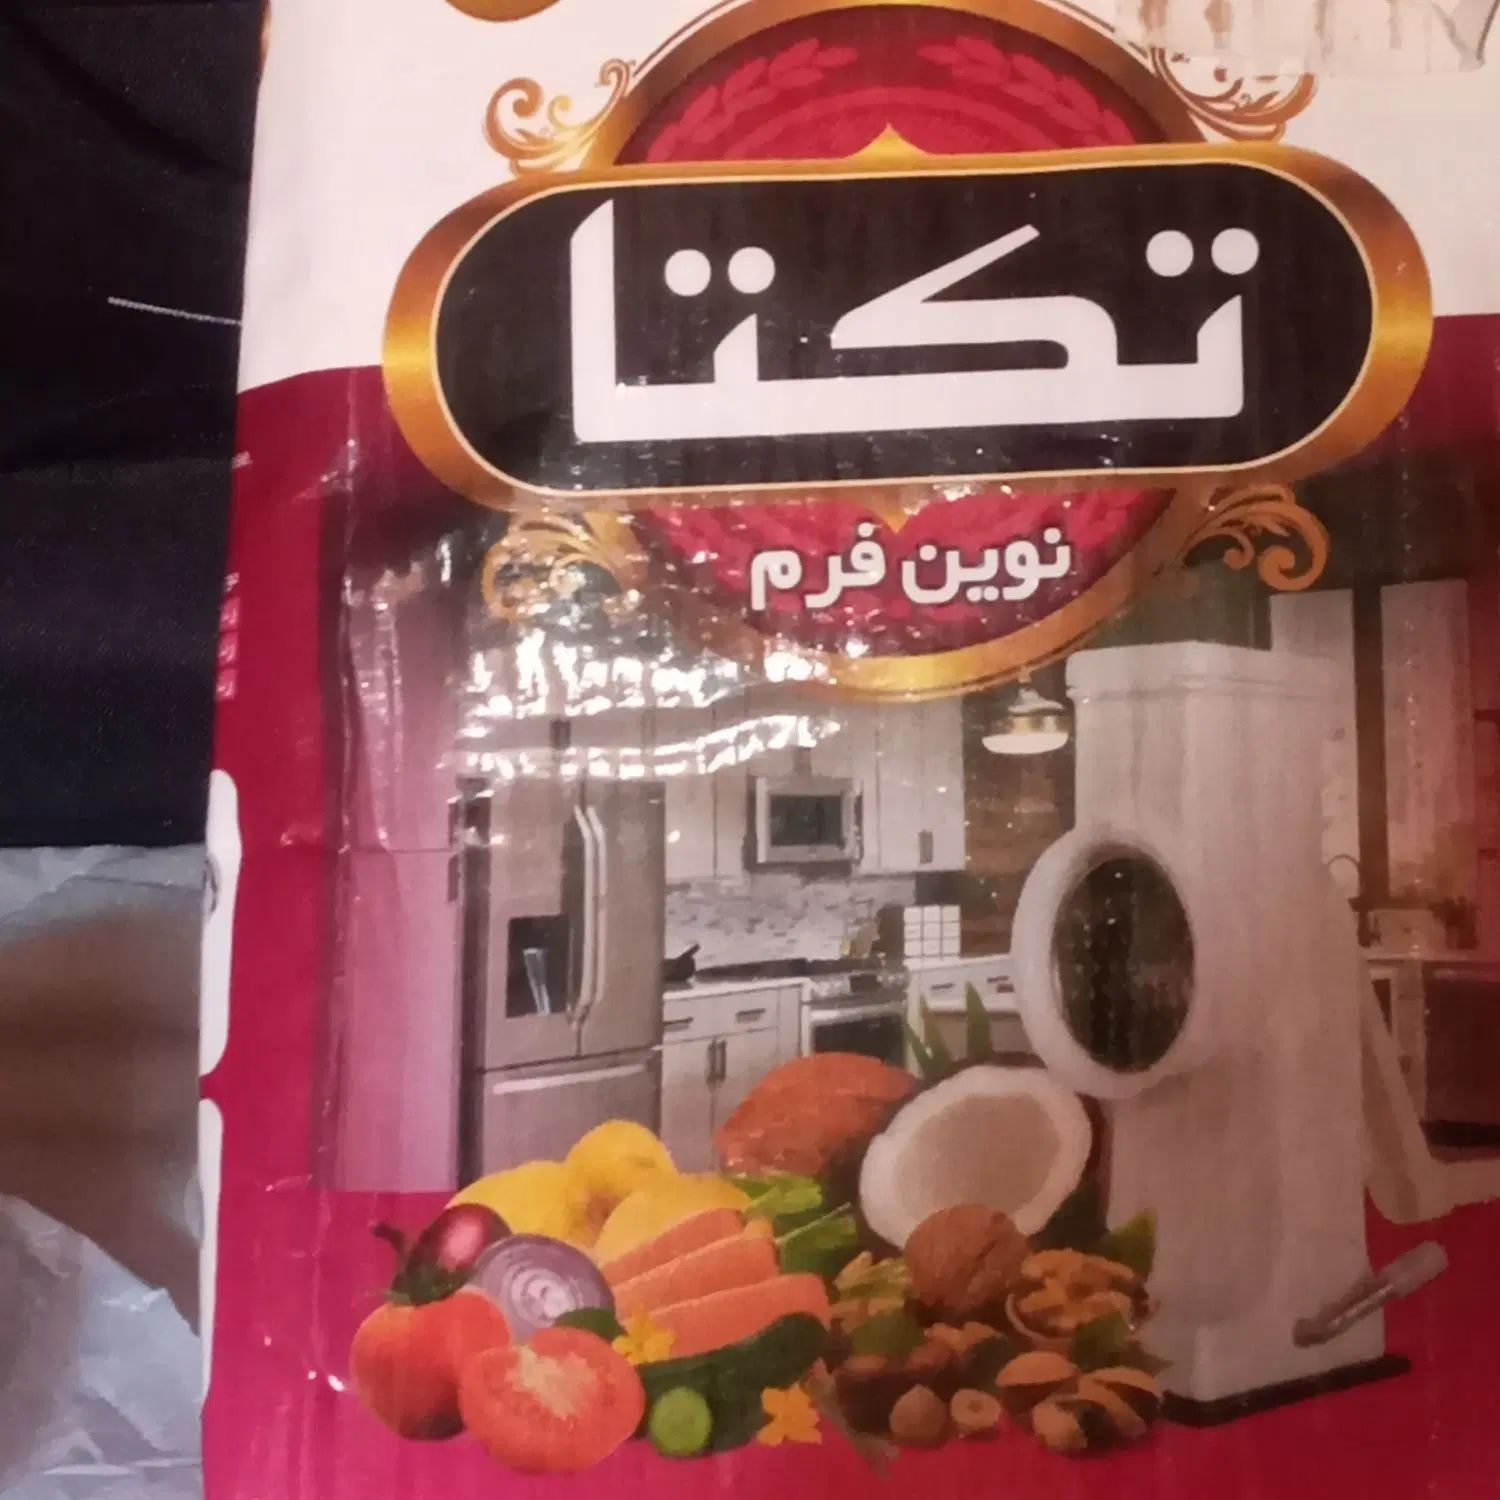 تکتا
نوین فرم